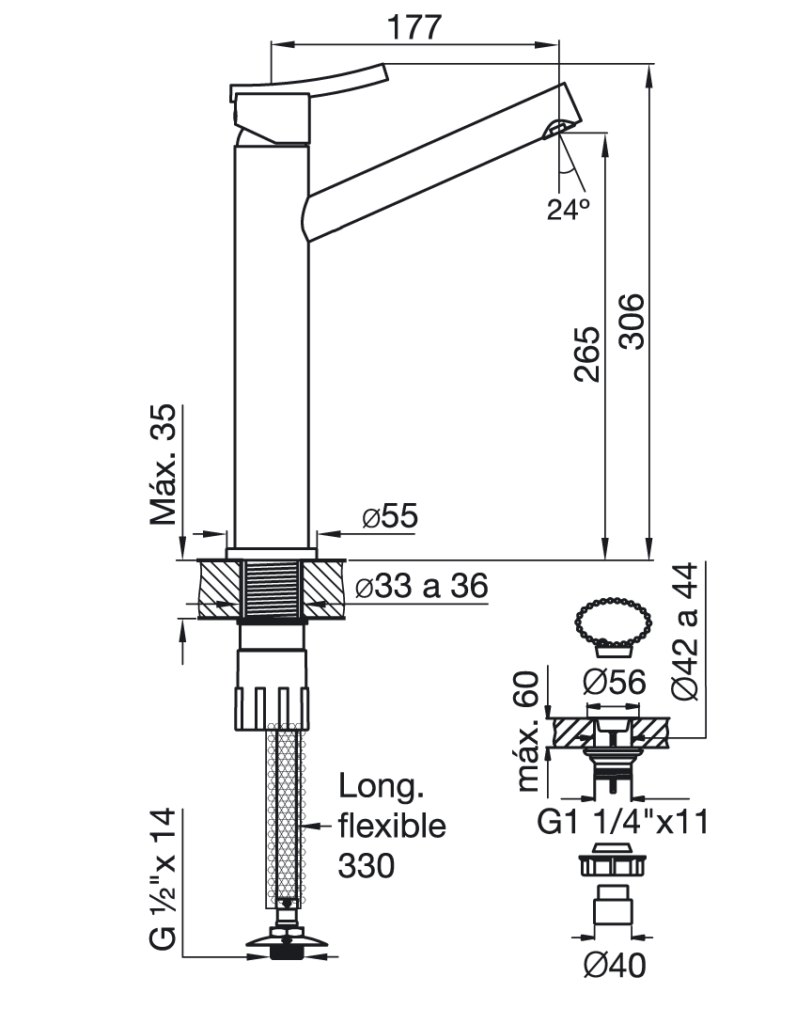 177
24º
265
306
Máx. 35
Ø55
Ø33 a 36
Ø42 a 44
Ø56
máx. 60
G1 1/4"x11
Long.
flexible
330
G ½"x 14
Ø40